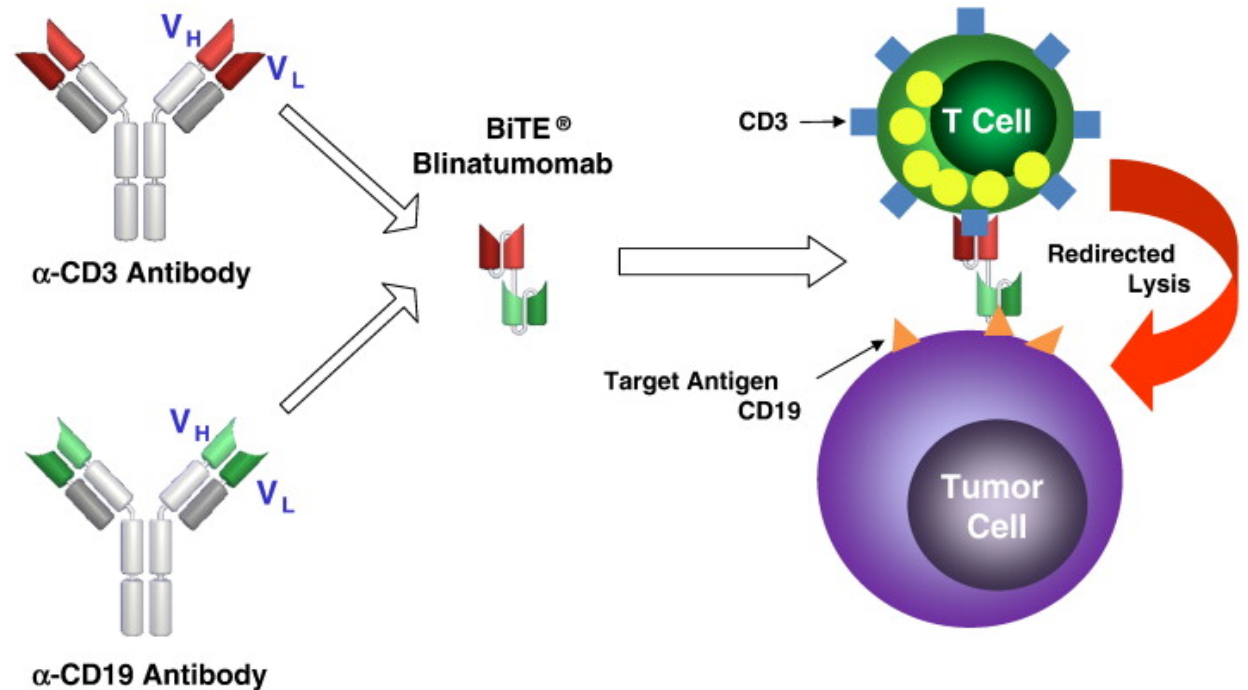 V H
V L
α-CD3 Antibody
BiTE ®
Blinatumomab
CD3
T Cell
Redirected
Lysis
Target Antigen
CD19
Tumor
Cell
V H
V L
α-CD19 Antibody